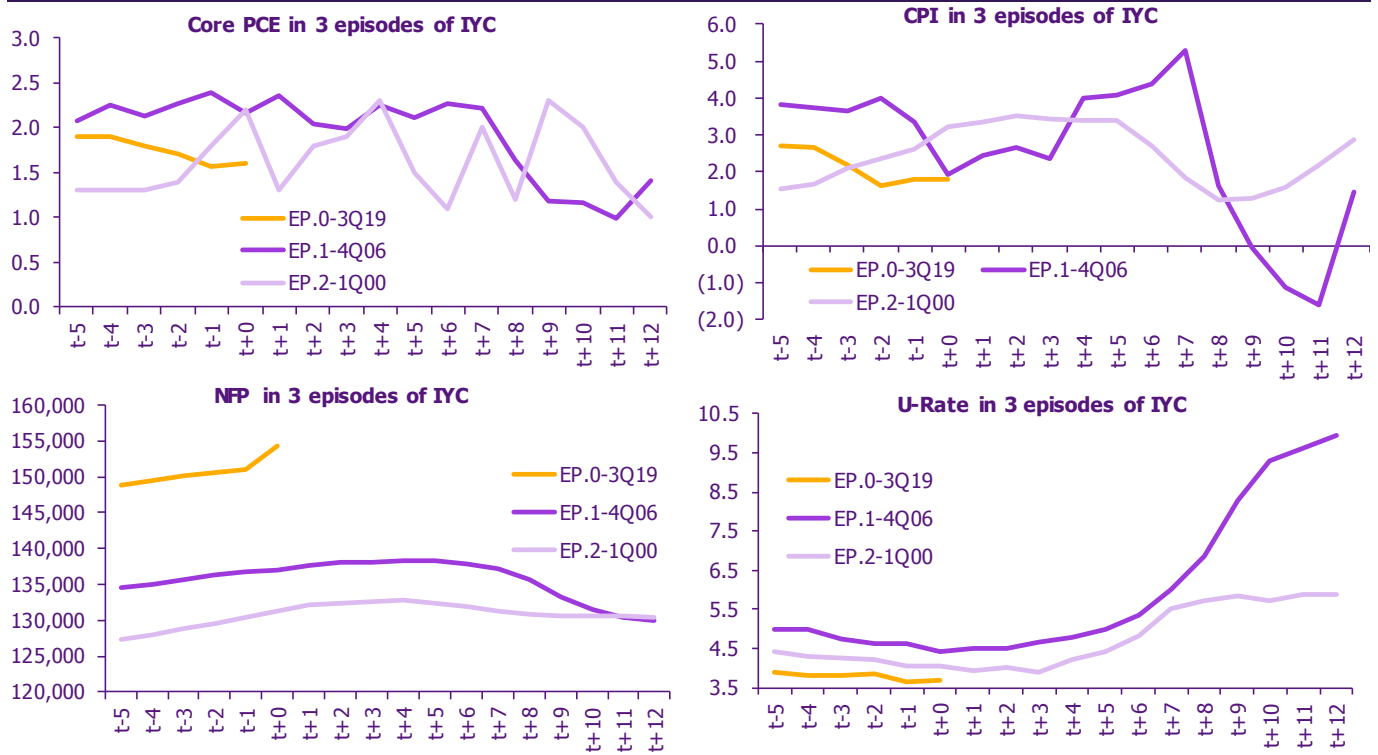 Core PCE in 3 episodes of IYC
3.0
2.5
2.0
1.5
1.0
0.5
0.0
EP.0-3Q19
EP.1-4Q06
EP.2-1Q00
t-5 t-4 t-3 t-2 t-1 t+0 t+1 t+2 t+3 t+4 t+5 t+6 t+7 t+8 t+9 t+10 t+11 t+12
CPI in 3 episodes of IYC
6.0
5.0
4.0
3.0
2.0
1.0
0.0
(1.0)
(2.0)
EP.0-3Q19 EP.1-4Q06
EP.2-1Q00
t-5 t-4 t-3 t-2 t-1 t+0 t+1 t+2 t+3 t+4 t+5 t+6 t+7 t+8 t+9 t+10 t+11 t+12
NFP in 3 episodes of IYC
160,000
155,000
150,000
145,000
140,000
135,000
130,000
125,000
120,000
EP.0-3Q19
EP.1-4Q06
EP.2-1Q00
t-5 t-4 t-3 t-2 t-1 t+0 t+1 t+2 t+3 t+4 t+5 t+6 t+7 t+8 t+9 t+10 t+11 t+12
U-Rate in 3 episodes of IYC
10.5
9.5
8.5
7.5
6.5
5.5
4.5
3.5
EP.0-3Q19
EP.1-4Q06
EP.2-1Q00
t-5 t-4 t-3 t-2 t-1 t+0 t+1 t+2 t+3 t+4 t+5 t+6 t+7 t+8 t+9 t+10 t+11 t+12